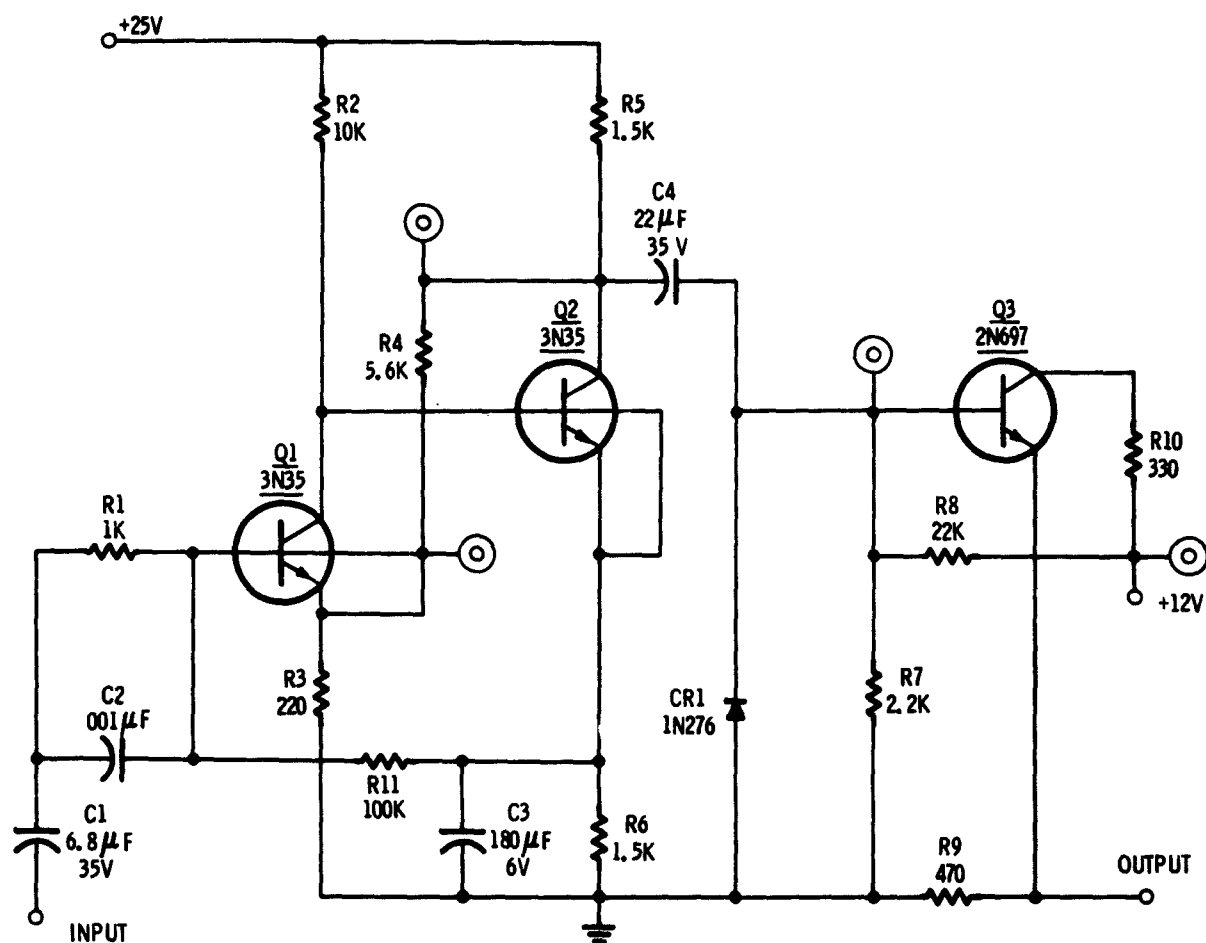 +25V
R2
10K
R5
1.5K
C4
22μF
35 V
R4
5.6K
Q2
3N35
Q3
2N697
R10
330
Q1
3N35
R1
1K
R8
22K
+12V
R3
220
C2
001μF
CR1
1N276
R7
2.2K
R11
100K
C1
6.8μF
35V
C3
180μF
6V
R6
1.5K
R9
470
OUTPUT
INPUT